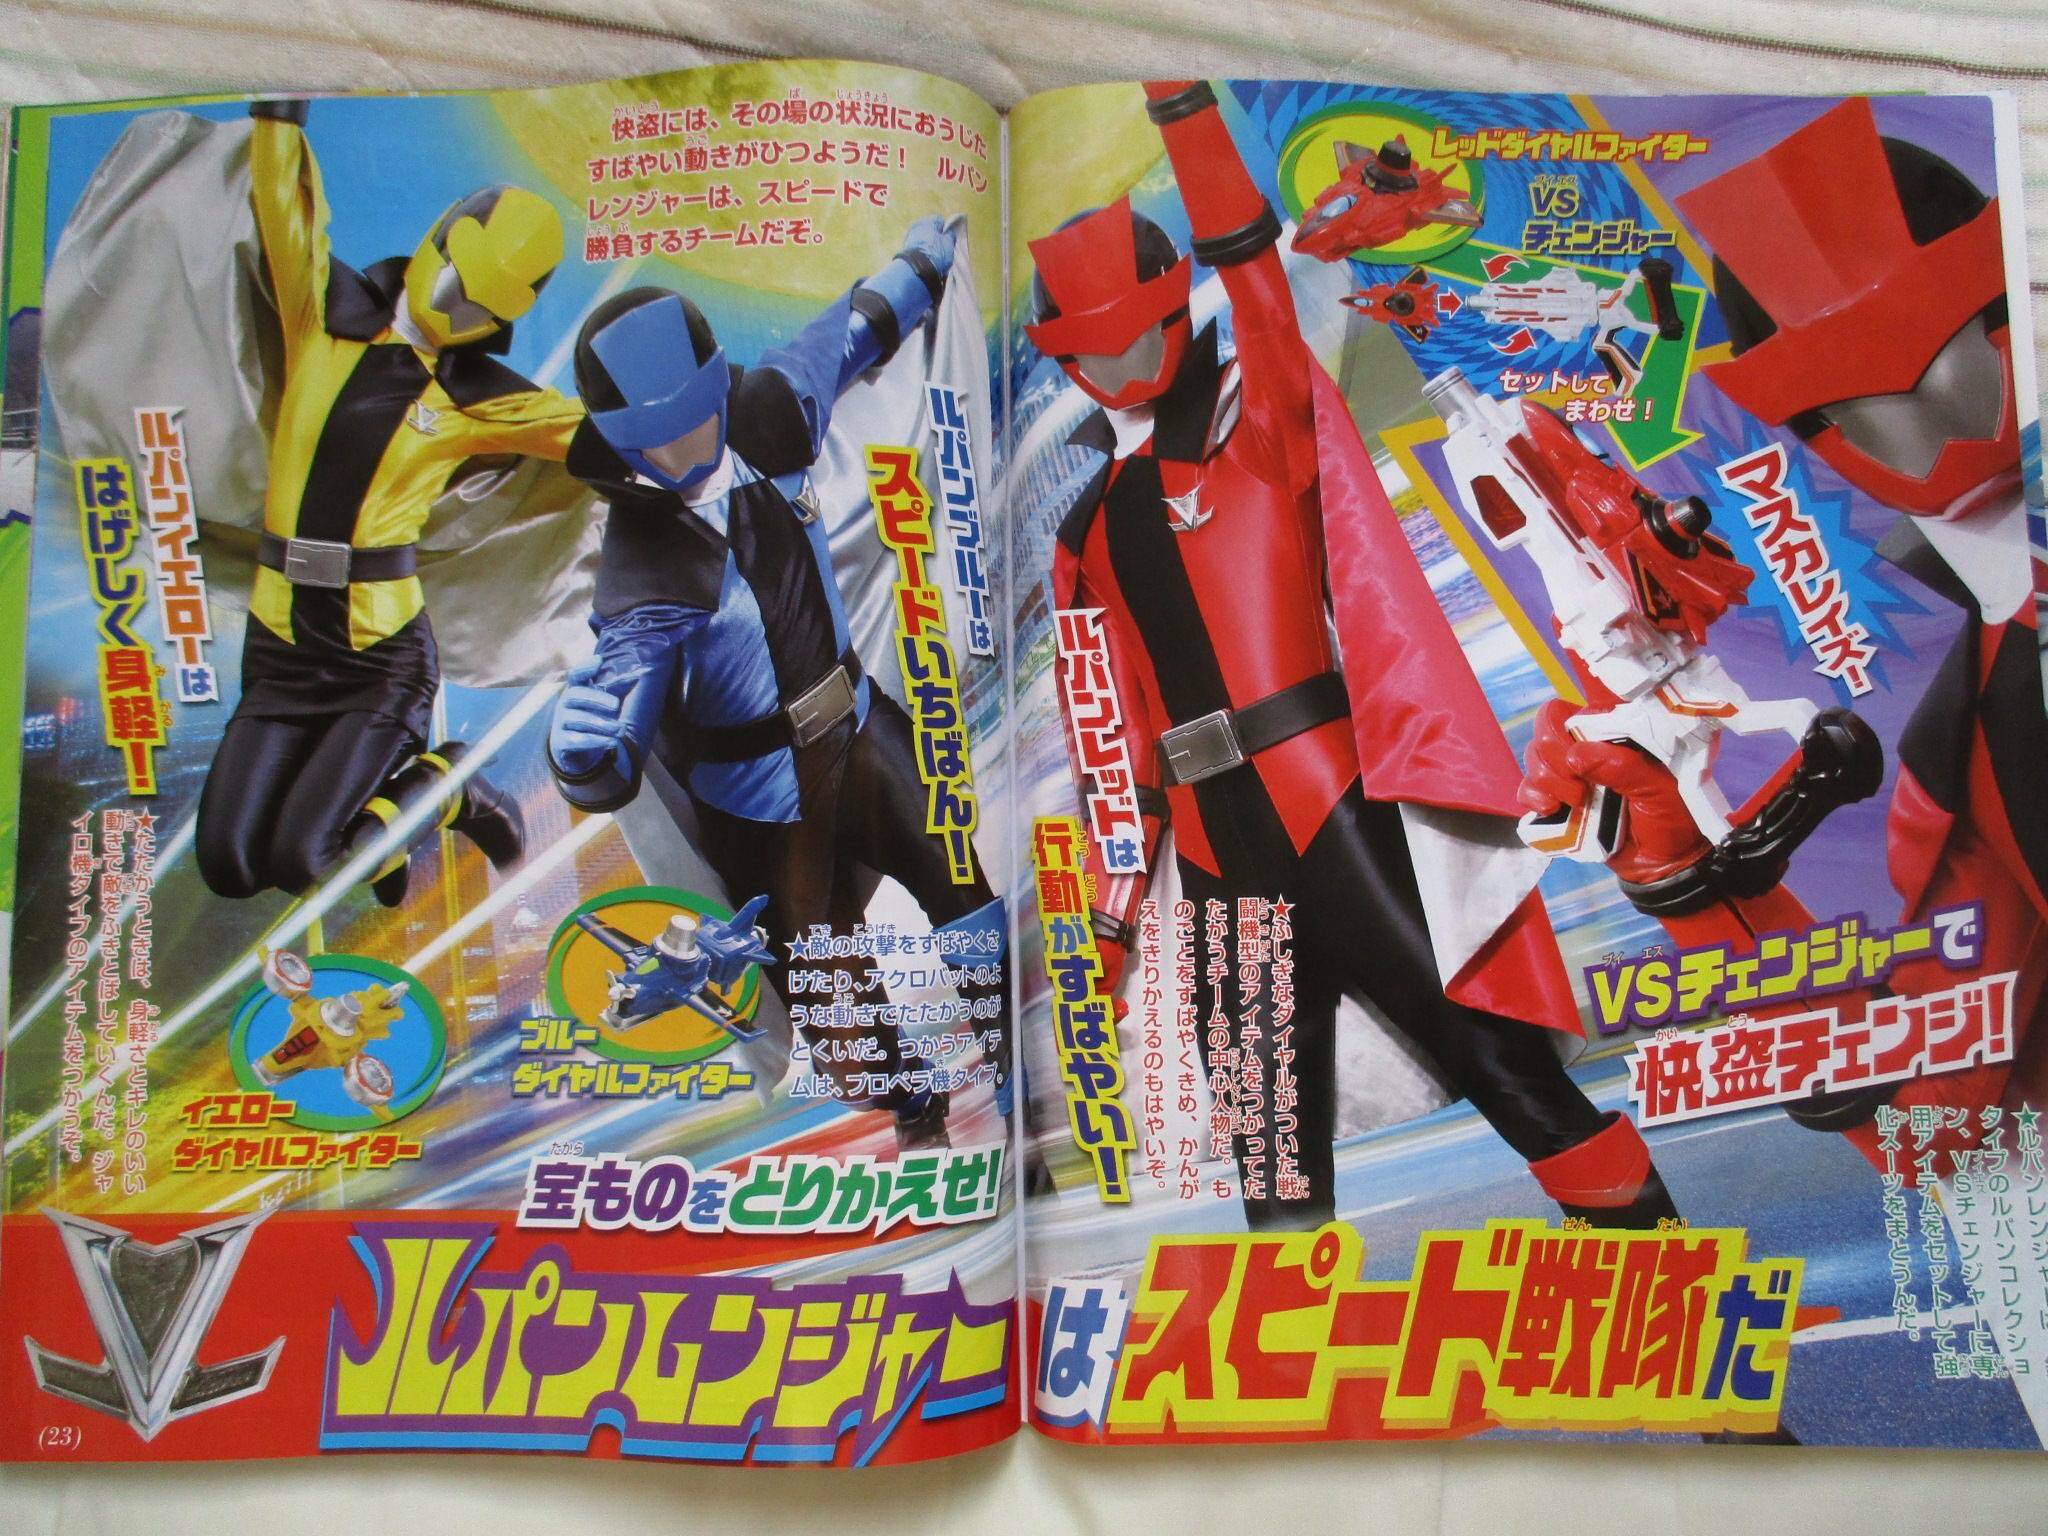 快盗には、その場の状況におうじた
すばやい動きがひつようだ！ ルパン
レンジャーは、スピードで
勝負するチームだぞ。
レッドダイヤルファイター
VS
チェンジャー
セットして
まわせ！
マスカレイズ！
VSチェンジャーで
快盗チェンジ！
★ルパンレンジャーは
タイプのルパンコレクショ
ン、VSチェンジャーに専
用アイテムをセットして強
化スーツをまとうんだ。
ルパンレッドは
行動がすばやい！
★ふしぎなダイヤルがついた戦
闘機型のアイテムをつかってた
たかうチームの中心人物だ。も
のごとをすばやくきめ、かんが
えをきりかえるのもはやいぞ。
ルパンブルーは
スピードいちばん！
★敵の攻撃をすばやくさ
けたり、アクロバットのよ
うな動きでたたかうのが
とくいだ。つかうアイテ
ムは、プロペラ機タイプ。
ブルー
ダイヤルファイター
ルパンイエローは
はげしく身軽！
★たたかうときは、身軽さとキレのいい
動きで敵をふきとばしていくんだ。ジャ
イロ機タイプのアイテムをつかうぞ。
イエロー
ダイヤルファイター
宝ものをとりかえせ！
ルパンレンジャーはスピード戦隊だ
(23)